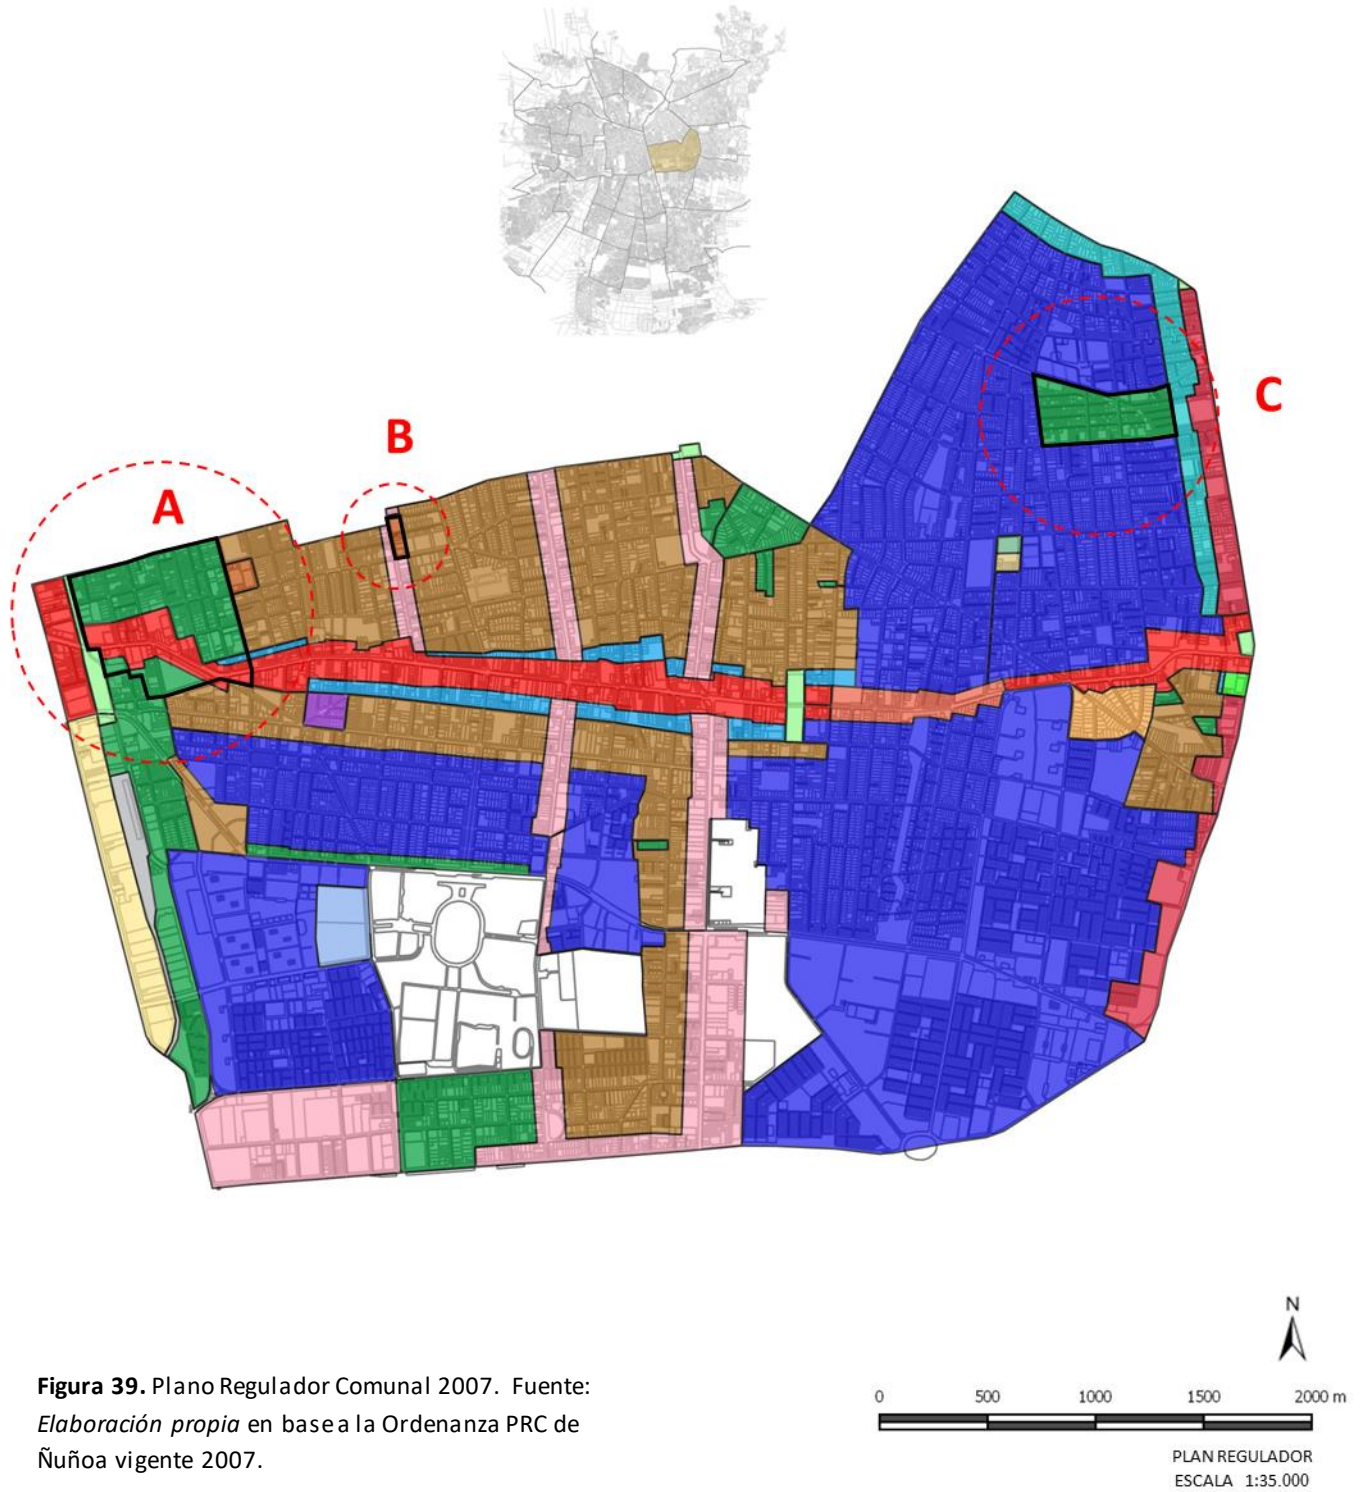 C
B
A
N
0 500 1000 1500 2000 m
PLAN REGULADOR
ESCALA 1:35.000
Figura 39. Plano Regulador Comunal 2007. Fuente:
Elaboración propia en base a la Ordenanza PRC de
Ñuñoa vigente 2007.